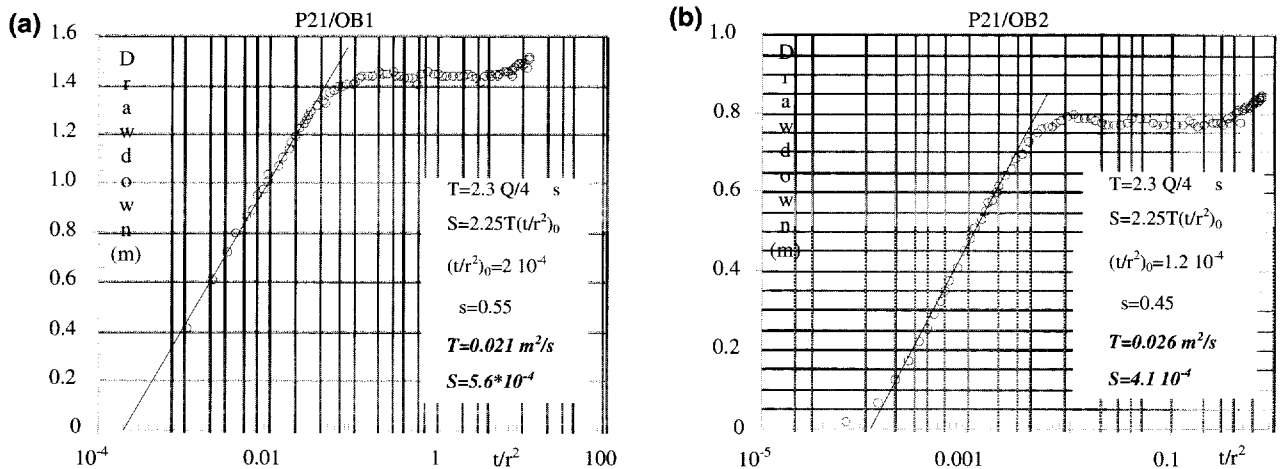 (a)
P21/OB1
1.6
1.4
1.2
1.0
0.8
0.6
0.4
0.2
0
Drawdown
(m)
T=2.3 Q/4 s
S=2.25T(t/r²)₀
(t/r²)₀=2 10⁻⁴
s=0.55
T=0.021 m²/s
S=5.6*10⁻⁴
10⁻⁴
0.01
1
t/r²
100
(b)
P21/OB2
1.0
0.8
0.6
0.4
0.2
0
Drawdown
(m)
T=2.3 Q/4 s
S=2.25T(t/r²)₀
(t/r²)₀=1.2 10⁻⁴
s=0.45
T=0.026 m²/s
S=4.1 10⁻⁴
10⁻⁵
0.001
0.1
t/r²